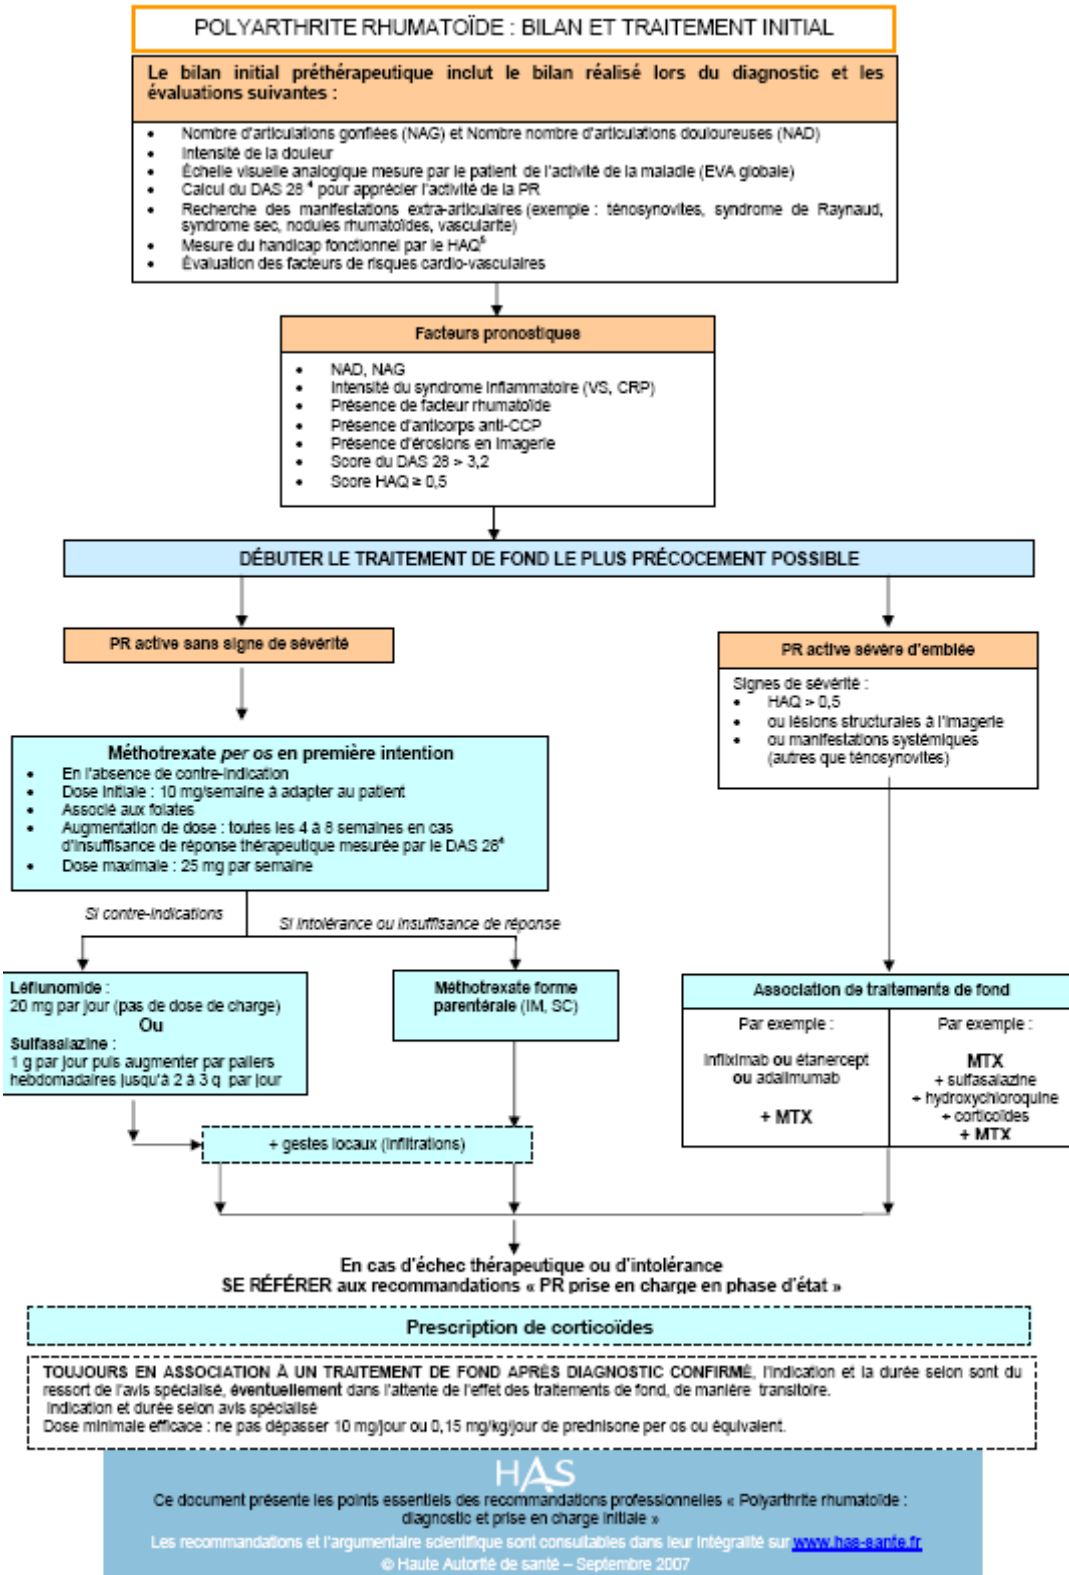 POLYARTHRITE RHUMATOÏDE : BILAN ET TRAITEMENT INITIAL
Le bilan initial préthérapeutique inclut le bilan réalisé lors du diagnostic et les
évaluations suivantes :
• Nombre d'articulations gonflées (NAG) et Nombre nombre d'articulations douloureuses (NAD)
• Intensité de la douleur
• Échelle visuelle analogique mesure par le patient de l'activité de la maladie (EVA globale)
• Calcul du DAS 28 4 pour apprécier l'activité de la PR
• Recherche des manifestations extra-articulaires (exemple : ténosynovites, syndrome de Raynaud,
syndrome sec, nodules rhumatoïdes, vascularite)
• Mesure du handicap fonctionnel par le HAQ5
• Évaluation des facteurs de risques cardio-vasculaires
Facteurs pronostiques
• NAD, NAG
• Intensité du syndrome inflammatoire (VS, CRP)
• Présence de facteur rhumatoïde
• Présence d'anticorps anti-CCP
• Présence d'érosions en imagerie
• Score du DAS 28 > 3,2
• Score HAQ ≥ 0,5
DÉBUTER LE TRAITEMENT DE FOND LE PLUS PRÉCOCEMENT POSSIBLE
PR active sans signe de sévérité
PR active sévère d'emblée
Signes de sévérité :
• HAQ > 0,5
• ou lésions structurales à l'imagerie
• ou manifestations systémiques
(autres que ténosynovites)
Méthotrexate per os en première intention
• En l'absence de contre-indication
• Dose initiale : 10 mg/semaine à adapter au patient
• Associé aux folates
• Augmentation de dose : toutes les 4 à 8 semaines en cas
d'insuffisance de réponse thérapeutique mesurée par le DAS 284
• Dose maximale : 25 mg par semaine
Si contre-indications
Si intolérance ou insuffisance de réponse
Léflunomide :
20 mg par jour (pas de dose de charge)
Ou
Sulfasalazine :
1 g par jour puis augmenter par paliers
hebdomadaires jusqu'à 2 à 3 g par jour
Méthotrexate forme
parentérale (IM, SC)
Association de traitements de fond
Par exemple :
infliximab ou étanercept
ou adalimumab
+ MTX
Par exemple :
MTX
+ sulfasalazine
+ hydroxychloroquine
+ corticoïdes
+ MTX
+ gestes locaux (infiltrations)
En cas d'échec thérapeutique ou d'intolérance
SE RÉFÉRER aux recommandations « PR prise en charge en phase d'état »
Prescription de corticoïdes
TOUJOURS EN ASSOCIATION À UN TRAITEMENT DE FOND APRÈS DIAGNOSTIC CONFIRMÉ, l'indication et la durée selon sont du
ressort de l'avis spécialisé, éventuellement dans l'attente de l'effet des traitements de fond, de manière transitoire.
Indication et durée selon avis spécialisé
Dose minimale efficace : ne pas dépasser 10 mg/jour ou 0,15 mg/kg/jour de prednisone per os ou équivalent.
HAS
Ce document présente les points essentiels des recommandations professionnelles « Polyarthrite rhumatoïde :
diagnostic et prise en charge initiale »
Les recommandations et l'argumentaire scientifique sont consultables dans leur intégralité sur www.has-sante.fr
© Haute Autorité de santé – Septembre 2007